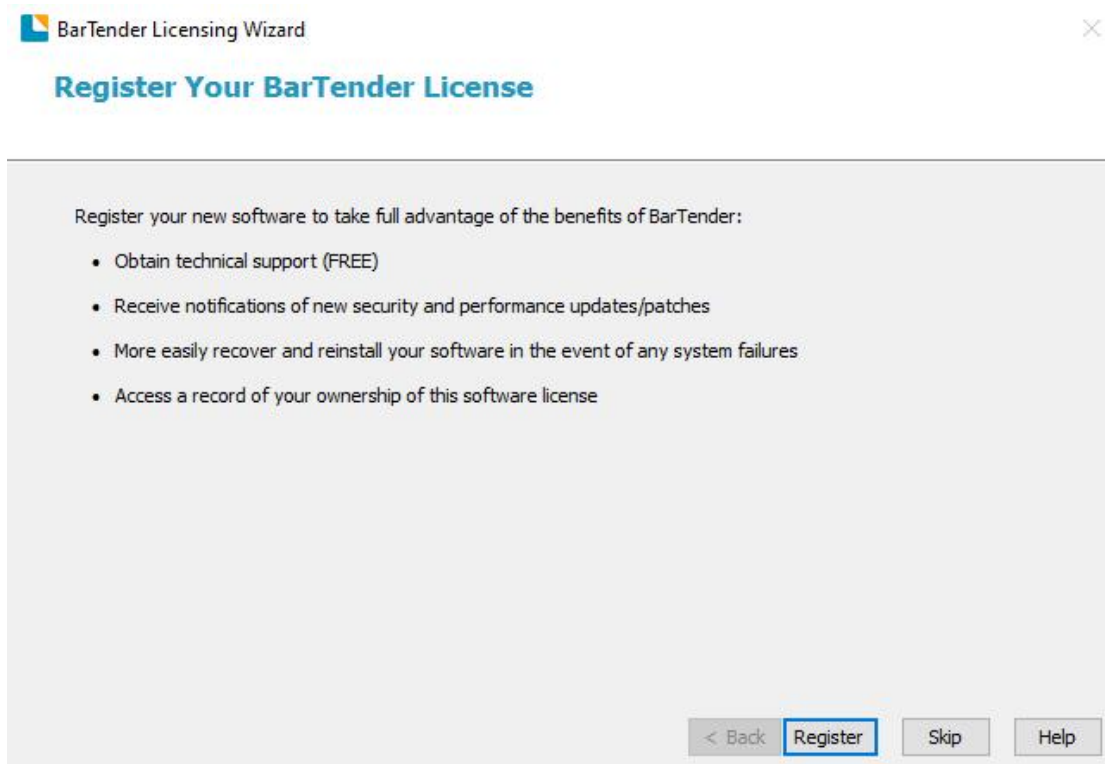 BarTender Licensing Wizard
Register Your BarTender License
Register your new software to take full advantage of the benefits of BarTender:
• Obtain technical support (FREE)
• Receive notifications of new security and performance updates/patches
• More easily recover and reinstall your software in the event of any system failures
• Access a record of your ownership of this software license
< Back Register Skip Help